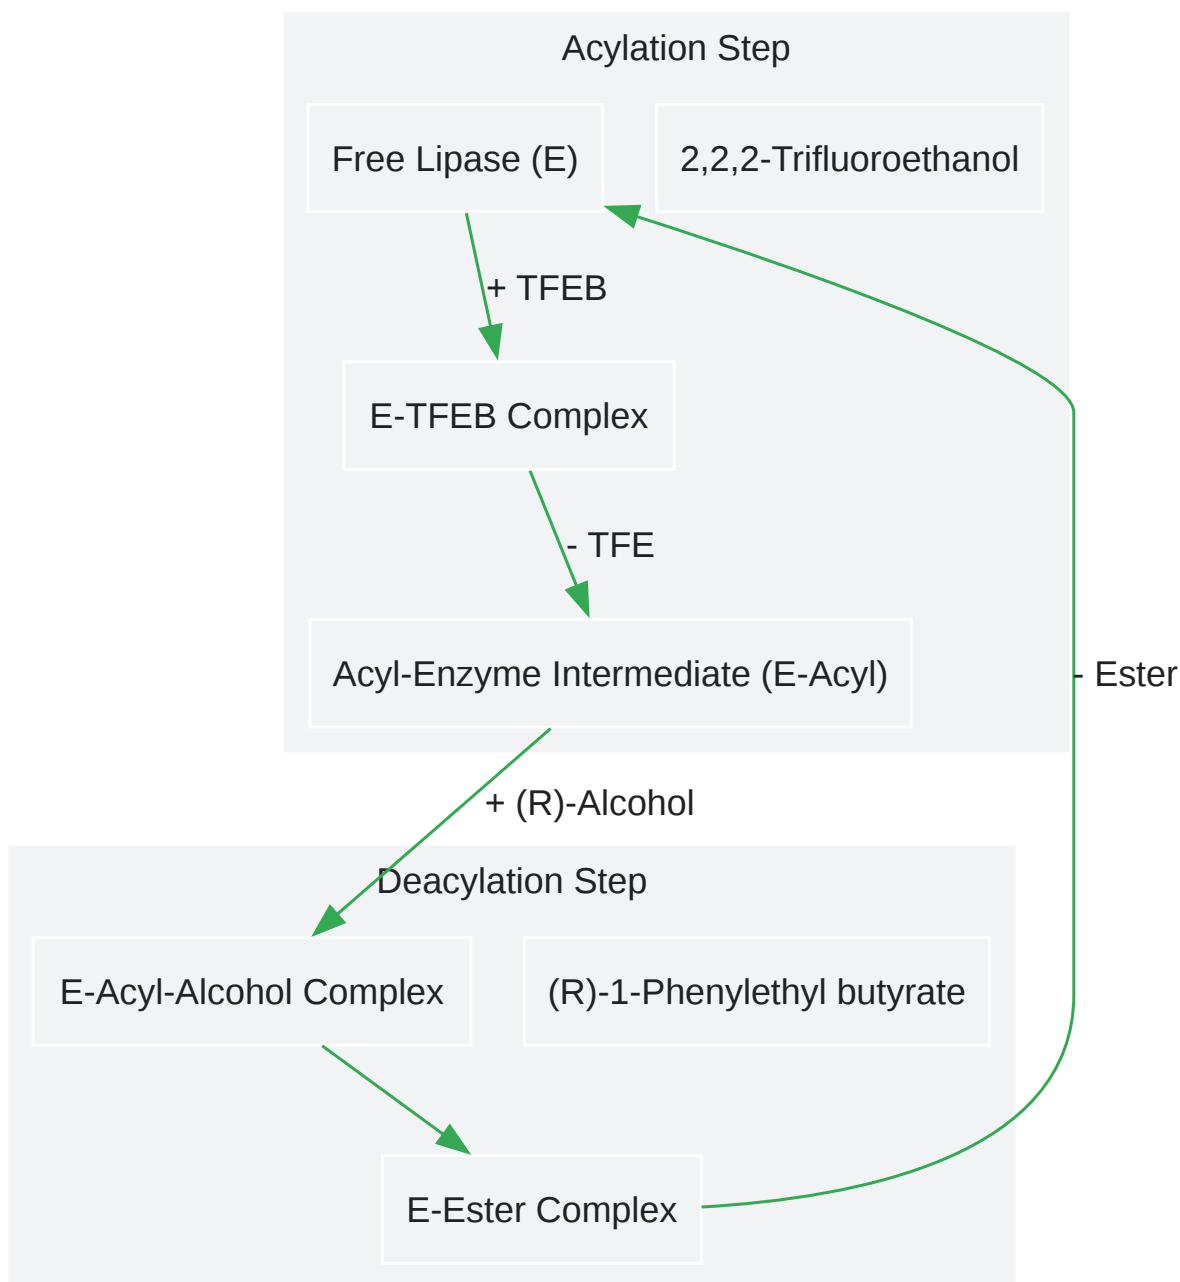 Acylation Step
Free Lipase (E)
2,2,2-Trifluoroethanol
+ TFEB
E-TFEB Complex
- TFE
Acyl-Enzyme Intermediate (E-Acyl)
- Ester
+ (R)-Alcohol
Deacylation Step
E-Acyl-Alcohol Complex
(R)-1-Phenylethyl butyrate
E-Ester Complex